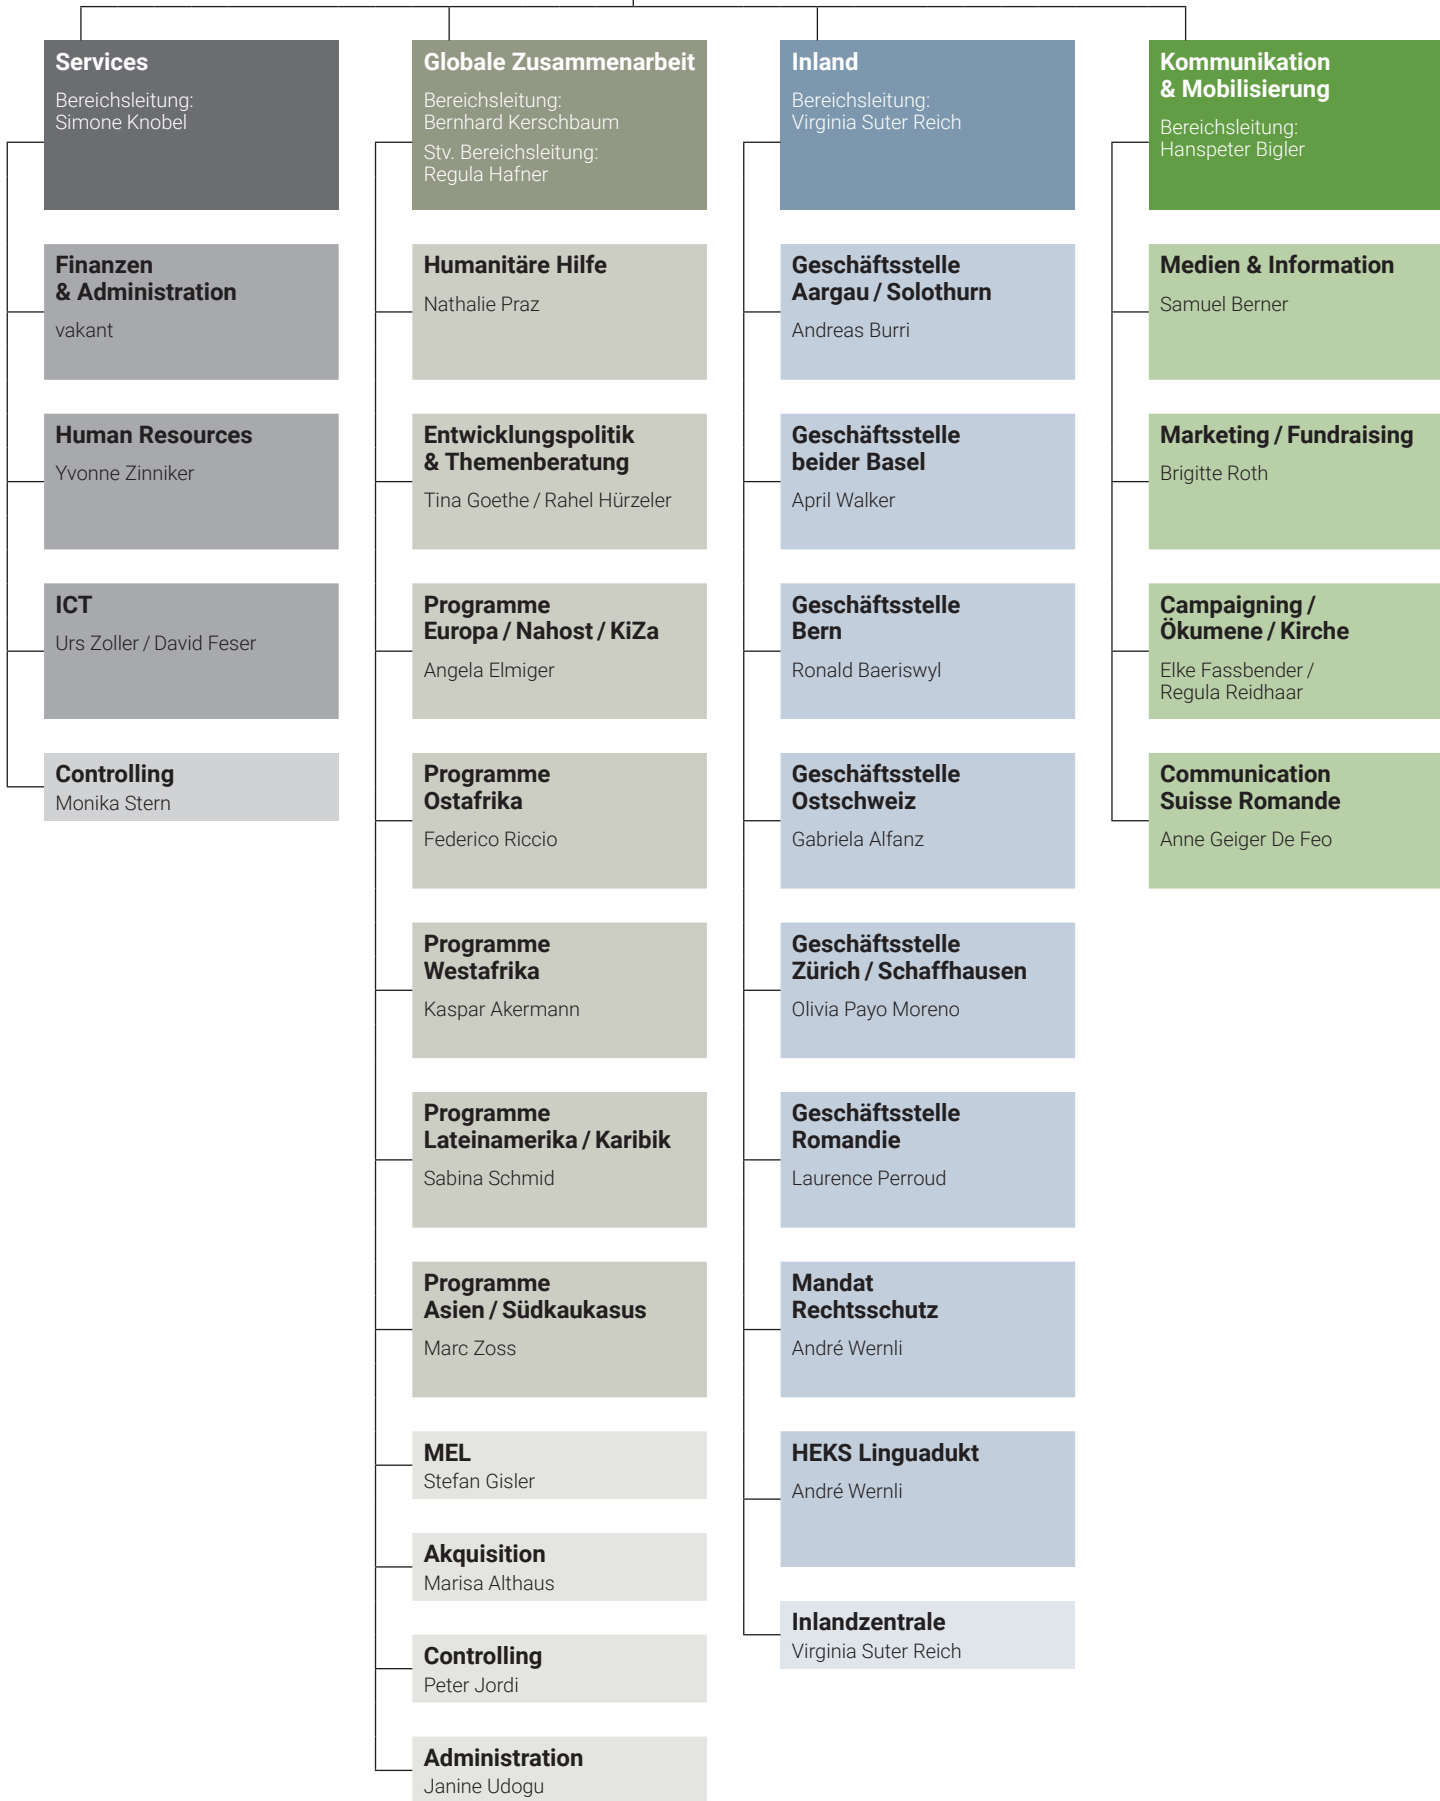 Services
Bereichsleitung:
Simone Knobel
Finanzen
& Administration
vakant
Human Resources
Yvonne Zinniker
ICT
Urs Zoller / David Feser
Controlling
Monika Stern
Globale Zusammenarbeit
Bereichsleitung:
Bernhard Kerschbaum
Stv. Bereichsleitung:
Regula Hafner
Humanitäre Hilfe
Nathalie Praz
Entwicklungspolitik
& Themenberatung
Tina Goethe / Rahel Hürzeler
Programme
Europa / Nahost / KiZa
Angela Elmiger
Programme
Ostafrika
Federico Riccio
Programme
Westafrika
Kaspar Akermann
Programme
Lateinamerika / Karibik
Sabina Schmid
Programme
Asien / Südkaukasus
Marc Zoss
MEL
Stefan Gisler
Akquisition
Marisa Althaus
Controlling
Peter Jordi
Administration
Janine Udogu
Inland
Bereichsleitung:
Virginia Suter Reich
Geschäftsstelle
Aargau / Solothurn
Andreas Burri
Geschäftsstelle
beider Basel
April Walker
Geschäftsstelle
Bern
Ronald Baeriswyl
Geschäftsstelle
Ostschweiz
Gabriela Alfanz
Geschäftsstelle
Zürich / Schaffhausen
Olivia Payo Moreno
Geschäftsstelle
Romandie
Laurence Perroud
Mandat
Rechtsschutz
André Wernli
HEKS Linguadukt
André Wernli
Inlandzentrale
Virginia Suter Reich
Kommunikation
& Mobilisierung
Bereichsleitung:
Hanspeter Bigler
Medien & Information
Samuel Berner
Marketing / Fundraising
Brigitte Roth
Campaigning /
Ökumene / Kirche
Elke Fassbender /
Regula Reidhaar
Communication
Suisse Romande
Anne Geiger De Feo